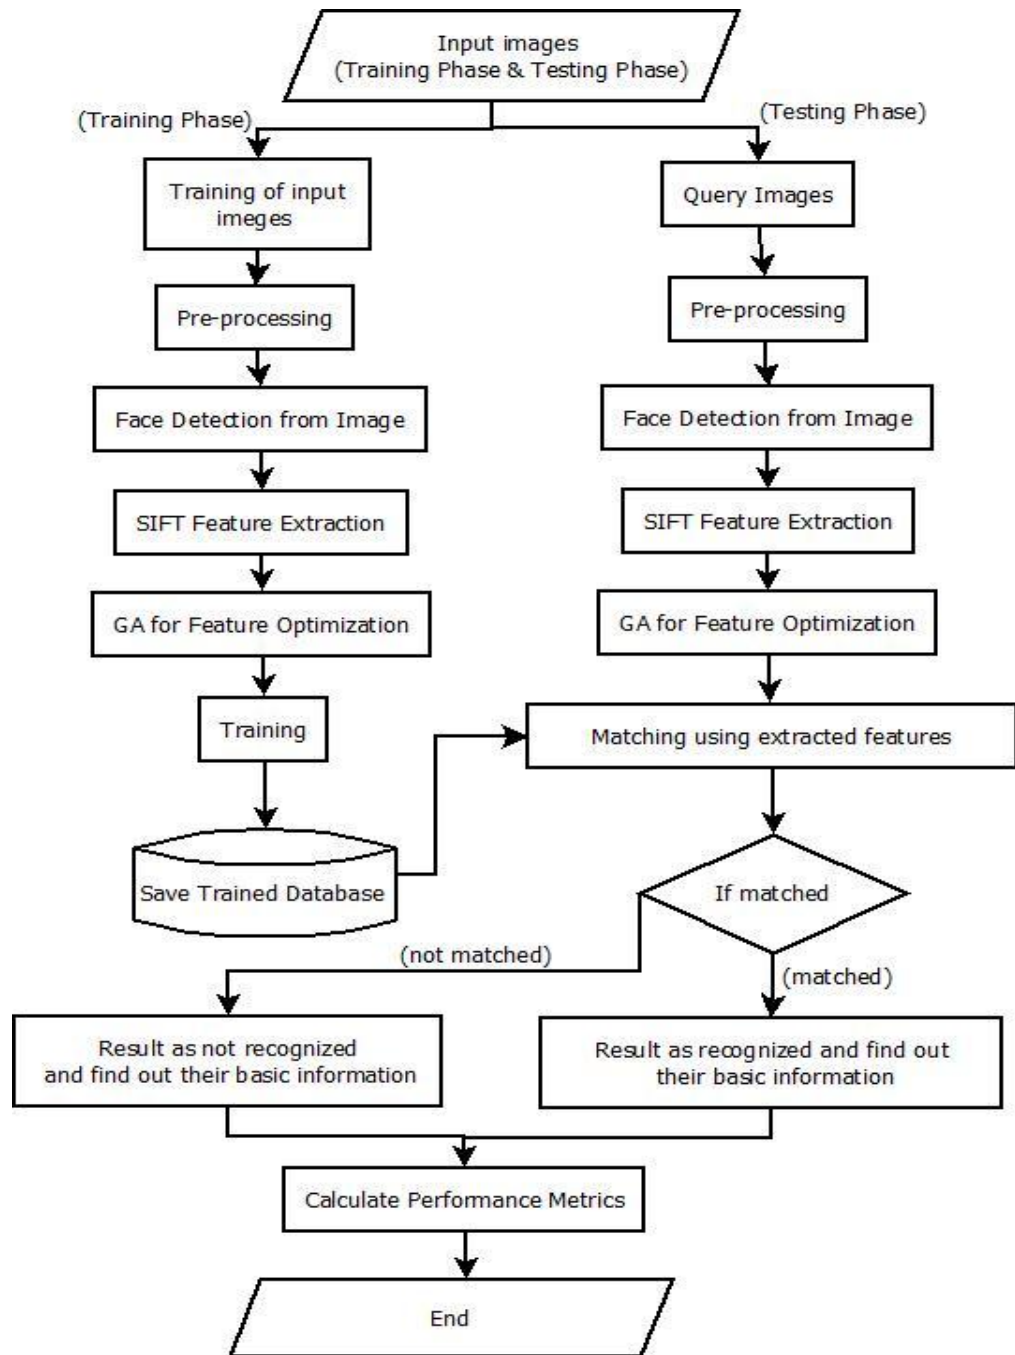 Input images
(Training Phase & Testing Phase)
(Training Phase)
(Testing Phase)
Training of input
imeges
Query Images
Pre-processing
Pre-processing
Face Detection from Image
Face Detection from Image
SIFT Feature Extraction
SIFT Feature Extraction
GA for Feature Optimization
GA for Feature Optimization
Training
Matching using extracted features
Save Trained Database
If matched
(not matched)
(matched)
Result as not recognized
and find out their basic information
Result as recognized and find out
their basic information
Calculate Performance Metrics
End